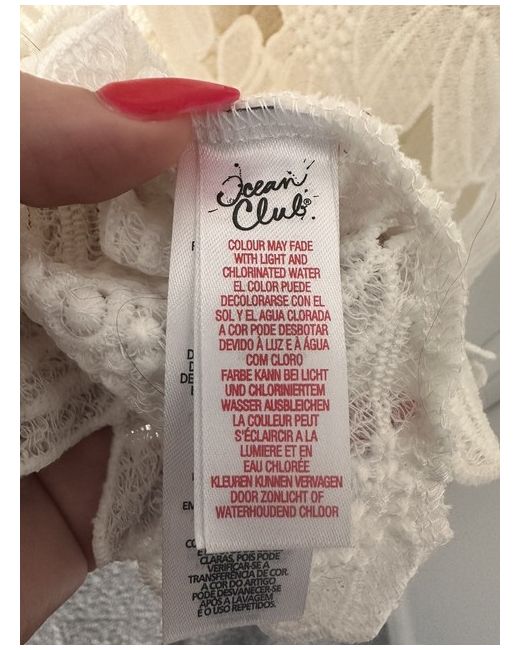 Ocean
Club®
COLOUR MAY FADE
WITH LIGHT AND
CHLORINATED WATER
EL COLOR PUEDE
DECOLORARSE CON EL
SOL Y EL AGUA CLORADA
A COR PODE DESBOTAR
DEVIDO À LUZ E À ÁGUA
COM CLORO
FARBE KANN BEI LICHT
UND CHLORINIERTEM
WASSER AUSBLEICHEN
LA COULEUR PEUT
S'ÉCLAIRCIR A LA
LUMIERE ET EN
EAU CHLORÉE
KLEUREN KUNNEN VERVAGEN
DOOR ZONLICHT OF
WATERHOUDEND CHLOOR
CLARAS, POIS PODE
VERIFICAR-SE A
TRANSFERÊNCIA DE COR.
A COR DO ARTIGO
PODE DESVANECER-SE
APÓS A LAVAGEM
E O USO REPETIDOS.